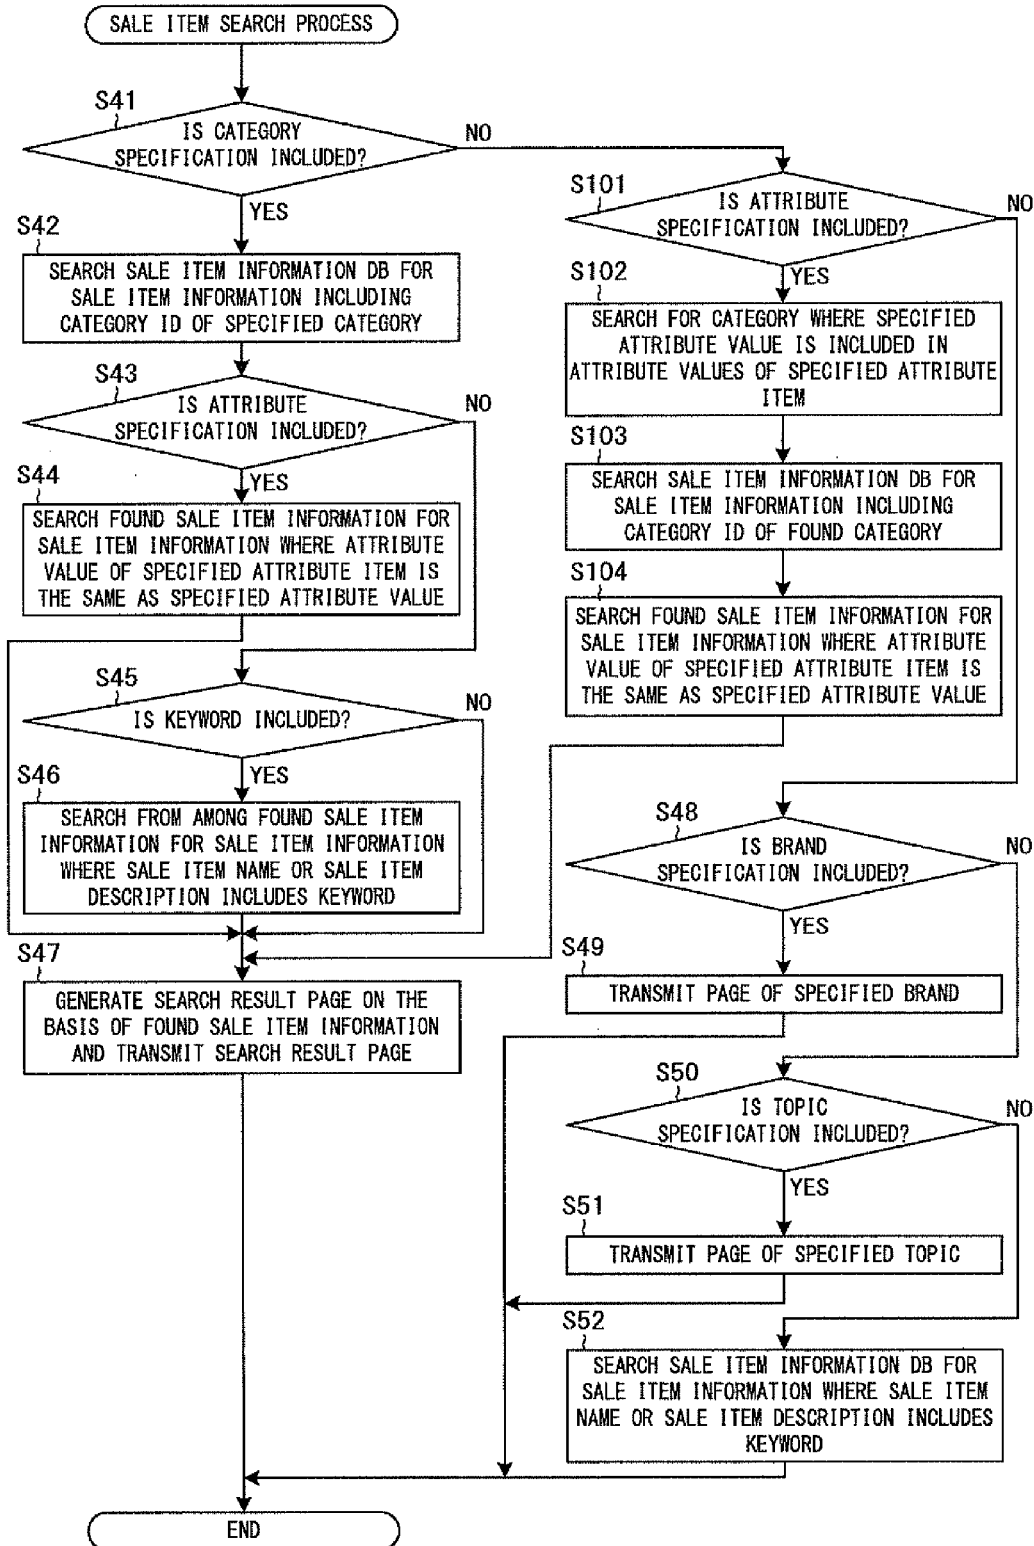 SALE ITEM SEARCH PROCESS
S41
IS CATEGORY
SPECIFICATION INCLUDED?
NO
YES
S42
SEARCH SALE ITEM INFORMATION DB FOR
SALE ITEM INFORMATION INCLUDING
CATEGORY ID OF SPECIFIED CATEGORY
S43
IS ATTRIBUTE
SPECIFICATION INCLUDED?
NO
YES
S44
SEARCH FOUND SALE ITEM INFORMATION FOR
SALE ITEM INFORMATION WHERE ATTRIBUTE
VALUE OF SPECIFIED ATTRIBUTE ITEM IS
THE SAME AS SPECIFIED ATTRIBUTE VALUE
S45
IS KEYWORD INCLUDED?
NO
YES
S46
SEARCH FROM AMONG FOUND SALE ITEM
INFORMATION FOR SALE ITEM INFORMATION
WHERE SALE ITEM NAME OR SALE ITEM
DESCRIPTION INCLUDES KEYWORD
S47
GENERATE SEARCH RESULT PAGE ON THE
BASIS OF FOUND SALE ITEM INFORMATION
AND TRANSMIT SEARCH RESULT PAGE
S101
IS ATTRIBUTE
SPECIFICATION INCLUDED?
NO
YES
S102
SEARCH FOR CATEGORY WHERE SPECIFIED
ATTRIBUTE VALUE IS INCLUDED IN
ATTRIBUTE VALUES OF SPECIFIED ATTRIBUTE
ITEM
S103
SEARCH SALE ITEM INFORMATION DB FOR
SALE ITEM INFORMATION INCLUDING
CATEGORY ID OF FOUND CATEGORY
S104
SEARCH FOUND SALE ITEM INFORMATION FOR
SALE ITEM INFORMATION WHERE ATTRIBUTE
VALUE OF SPECIFIED ATTRIBUTE ITEM IS
THE SAME AS SPECIFIED ATTRIBUTE VALUE
S48
IS BRAND
SPECIFICATION INCLUDED?
NO
YES
S49
TRANSMIT PAGE OF SPECIFIED BRAND
S50
IS TOPIC
SPECIFICATION INCLUDED?
NO
YES
S51
TRANSMIT PAGE OF SPECIFIED TOPIC
S52
SEARCH SALE ITEM INFORMATION DB FOR
SALE ITEM INFORMATION WHERE SALE ITEM
NAME OR SALE ITEM DESCRIPTION INCLUDES
KEYWORD
END